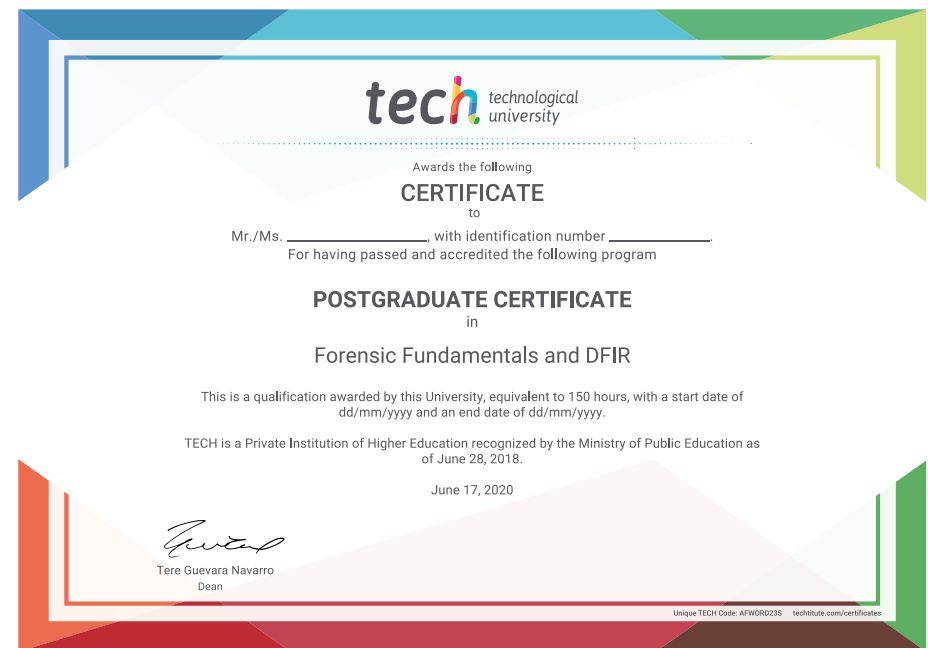 tech technological
university
Awards the following
CERTIFICATE
to
Mr./Ms. ____________________, with identification number ______________.
For having passed and accredited the following program
POSTGRADUATE CERTIFICATE
in
Forensic Fundamentals and DFIR
This is a qualification awarded by this University, equivalent to 150 hours, with a start date of
dd/mm/yyyy and an end date of dd/mm/yyyy.
TECH is a Private Institution of Higher Education recognized by the Ministry of Public Education as
of June 28, 2018.
June 17, 2020
Tere Guevara Navarro
Dean
Unique TECH Code: AFWORD23S techtitute.com/certificates